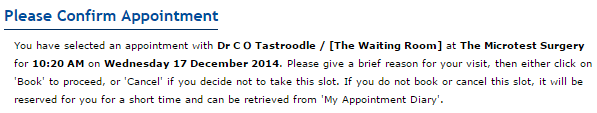 Please Confirm Appointment
You have selected an appointment with Dr C O Tastroodle / [The Waiting Room] at The Microtest Surgery
for 10:20 AM on Wednesday 17 December 2014. Please give a brief reason for your visit, then either click on
'Book' to proceed, or 'Cancel' if you decide not to take this slot. If you do not book or cancel this slot, it will be
reserved for you for a short time and can be retrieved from 'My Appointment Diary'.